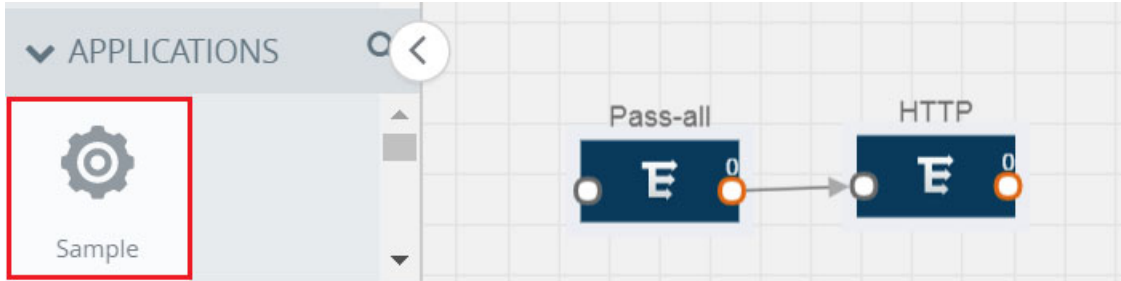 APPLICATIONS
Sample
Pass-all
HTTP
0
0